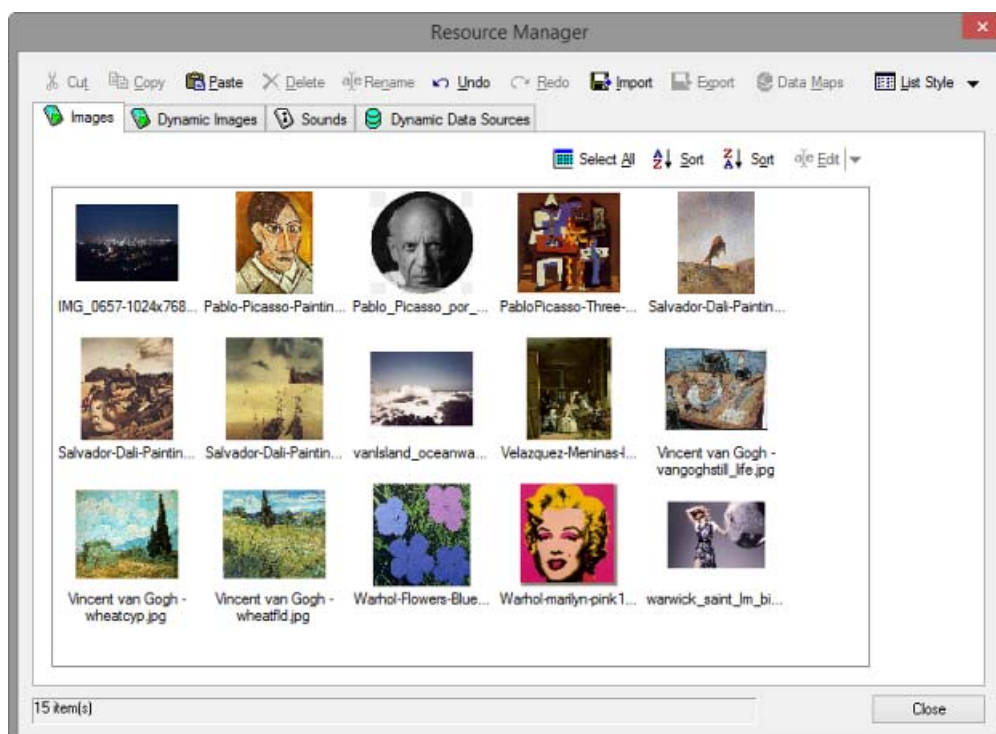 Resource Manager
Cut Copy Paste Delete Rename Undo Redo Import Export Data Maps List Style
Images Dynamic Images Sounds Dynamic Data Sources
Select All Sort Sort Edit
IMG_0657-1024x768... Pablo-Picasso-Paintin... Pablo_Picasso_por_... PabloPicasso-Three-... Salvador-Dali-Paintin...
Salvador-Dali-Paintin... Salvador-Dali-Paintin... vanIsland_oceanwa... Velazquez-Meninas-l... Vincent van Gogh -
vangoghstill_life.jpg
Vincent van Gogh - Vincent van Gogh - Warhol-Flowers-Blue... Warhol-marilyn-pink1... warwick_saint_lm_bi...
wheatcyp.jpg wheatfld.jpg
15 item(s) Close